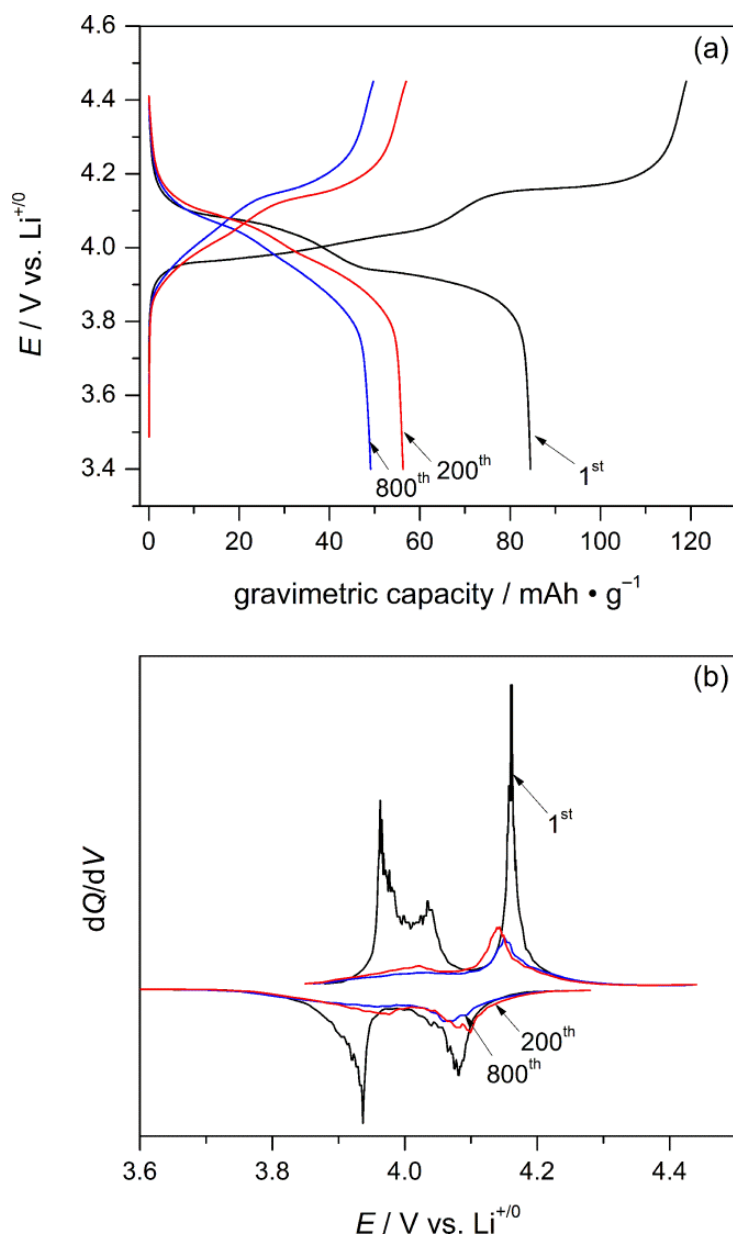 (a)
4.6
4.4
4.2
4.0
3.8
3.6
3.4
E / V vs. Li⁺ᐟ⁰
800ᵗʰ
200ᵗʰ
1ˢᵗ
0 20 40 60 80 100 120
gravimetric capacity / mAh • g⁻¹
(b)
1ˢᵗ
dQ/dV
200ᵗʰ
800ᵗʰ
3.6 3.8 4.0 4.2 4.4
E / V vs. Li⁺ᐟ⁰